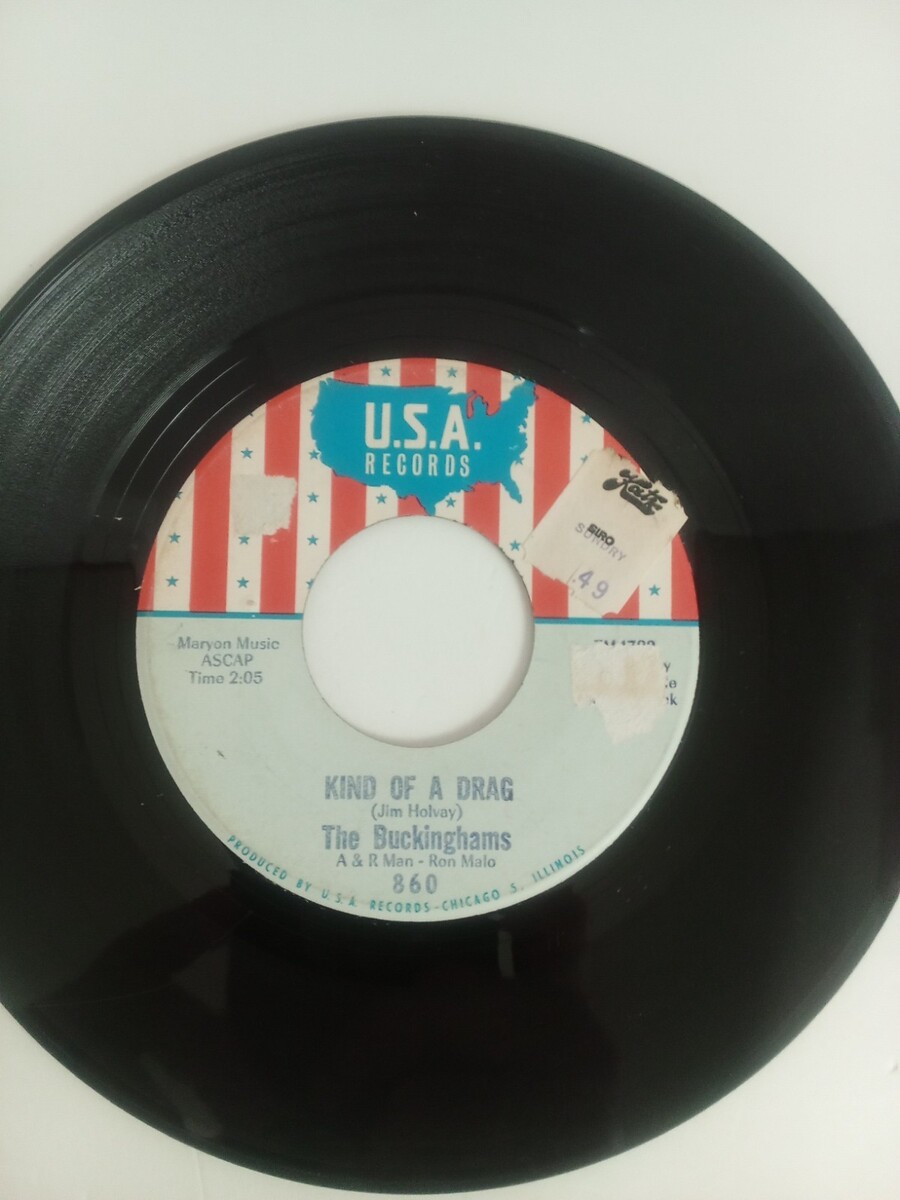 U.S.A.
RECORDS
Katz
SUNDRY
.49
Maryon Music
ASCAP
Time 2:05
KIND OF A DRAG
(Jim Holvay)
The Buckinghams
A & R Man - Ron Malo
860
PRODUCED BY U.S.A. RECORDS-CHICAGO 5, ILLINOIS